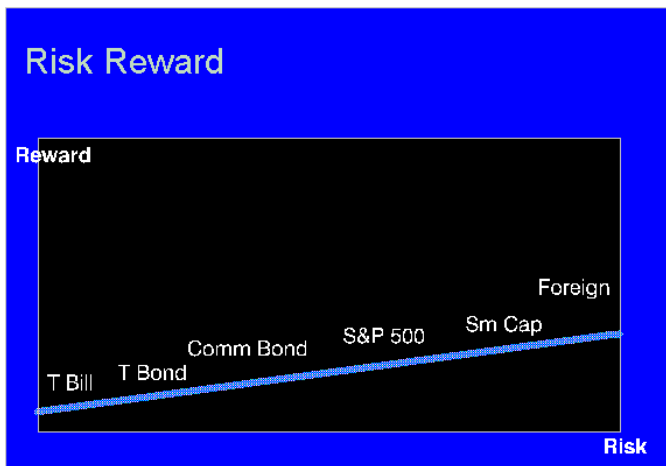 Risk Reward
Reward
Foreign
Sm Cap
S&P 500
Comm Bond
T Bond
T Bill
Risk